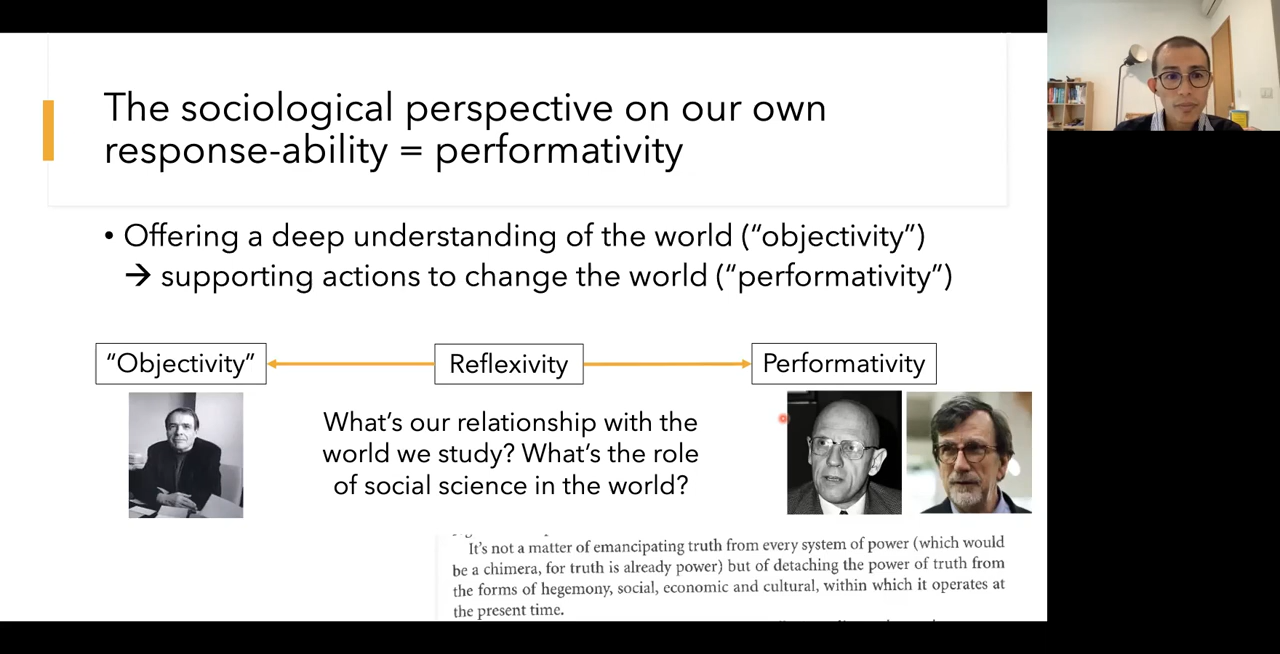 The sociological perspective on our own
response-ability = performativity
• Offering a deep understanding of the world (“objectivity”)
→ supporting actions to change the world (“performativity”)
“Objectivity”
Reflexivity
Performativity
What’s our relationship with the
world we study? What’s the role
of social science in the world?
It’s not a matter of emancipating truth from every system of power (which would
be a chimera, for truth is already power) but of detaching the power of truth from
the forms of hegemony, social, economic and cultural, within which it operates at
the present time.